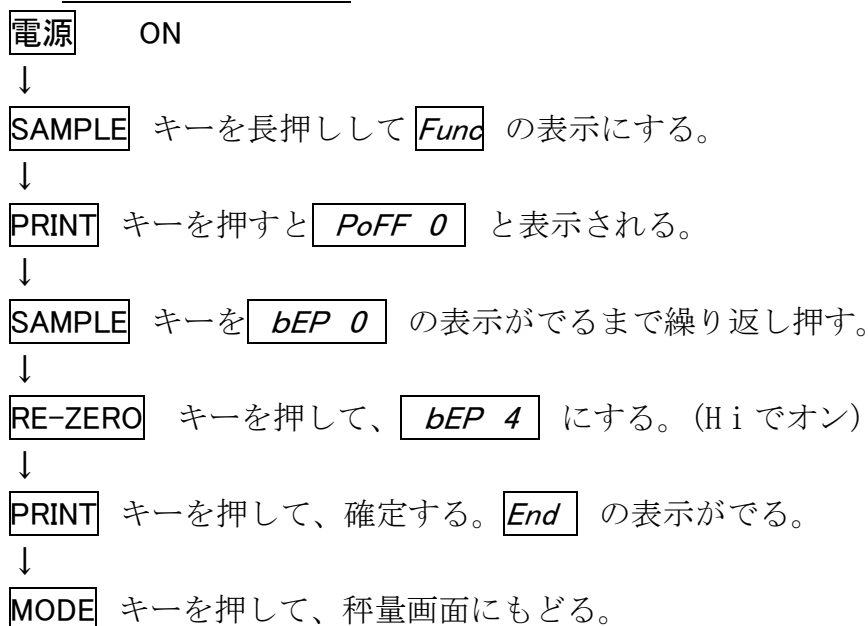 電源 ON
↓
SAMPLE キーを長押しして Func の表示にする。
↓
PRINT キーを押すと PoFF 0 と表示される。
↓
SAMPLE キーを bEP 0 の表示がでるまで繰り返し押す。
↓
RE-ZERO キーを押して、 bEP 4 にする。(Hiでオン)
↓
PRINT キーを押して、確定する。 End の表示がでる。
↓
MODE キーを押して、秤量画面にもどる。